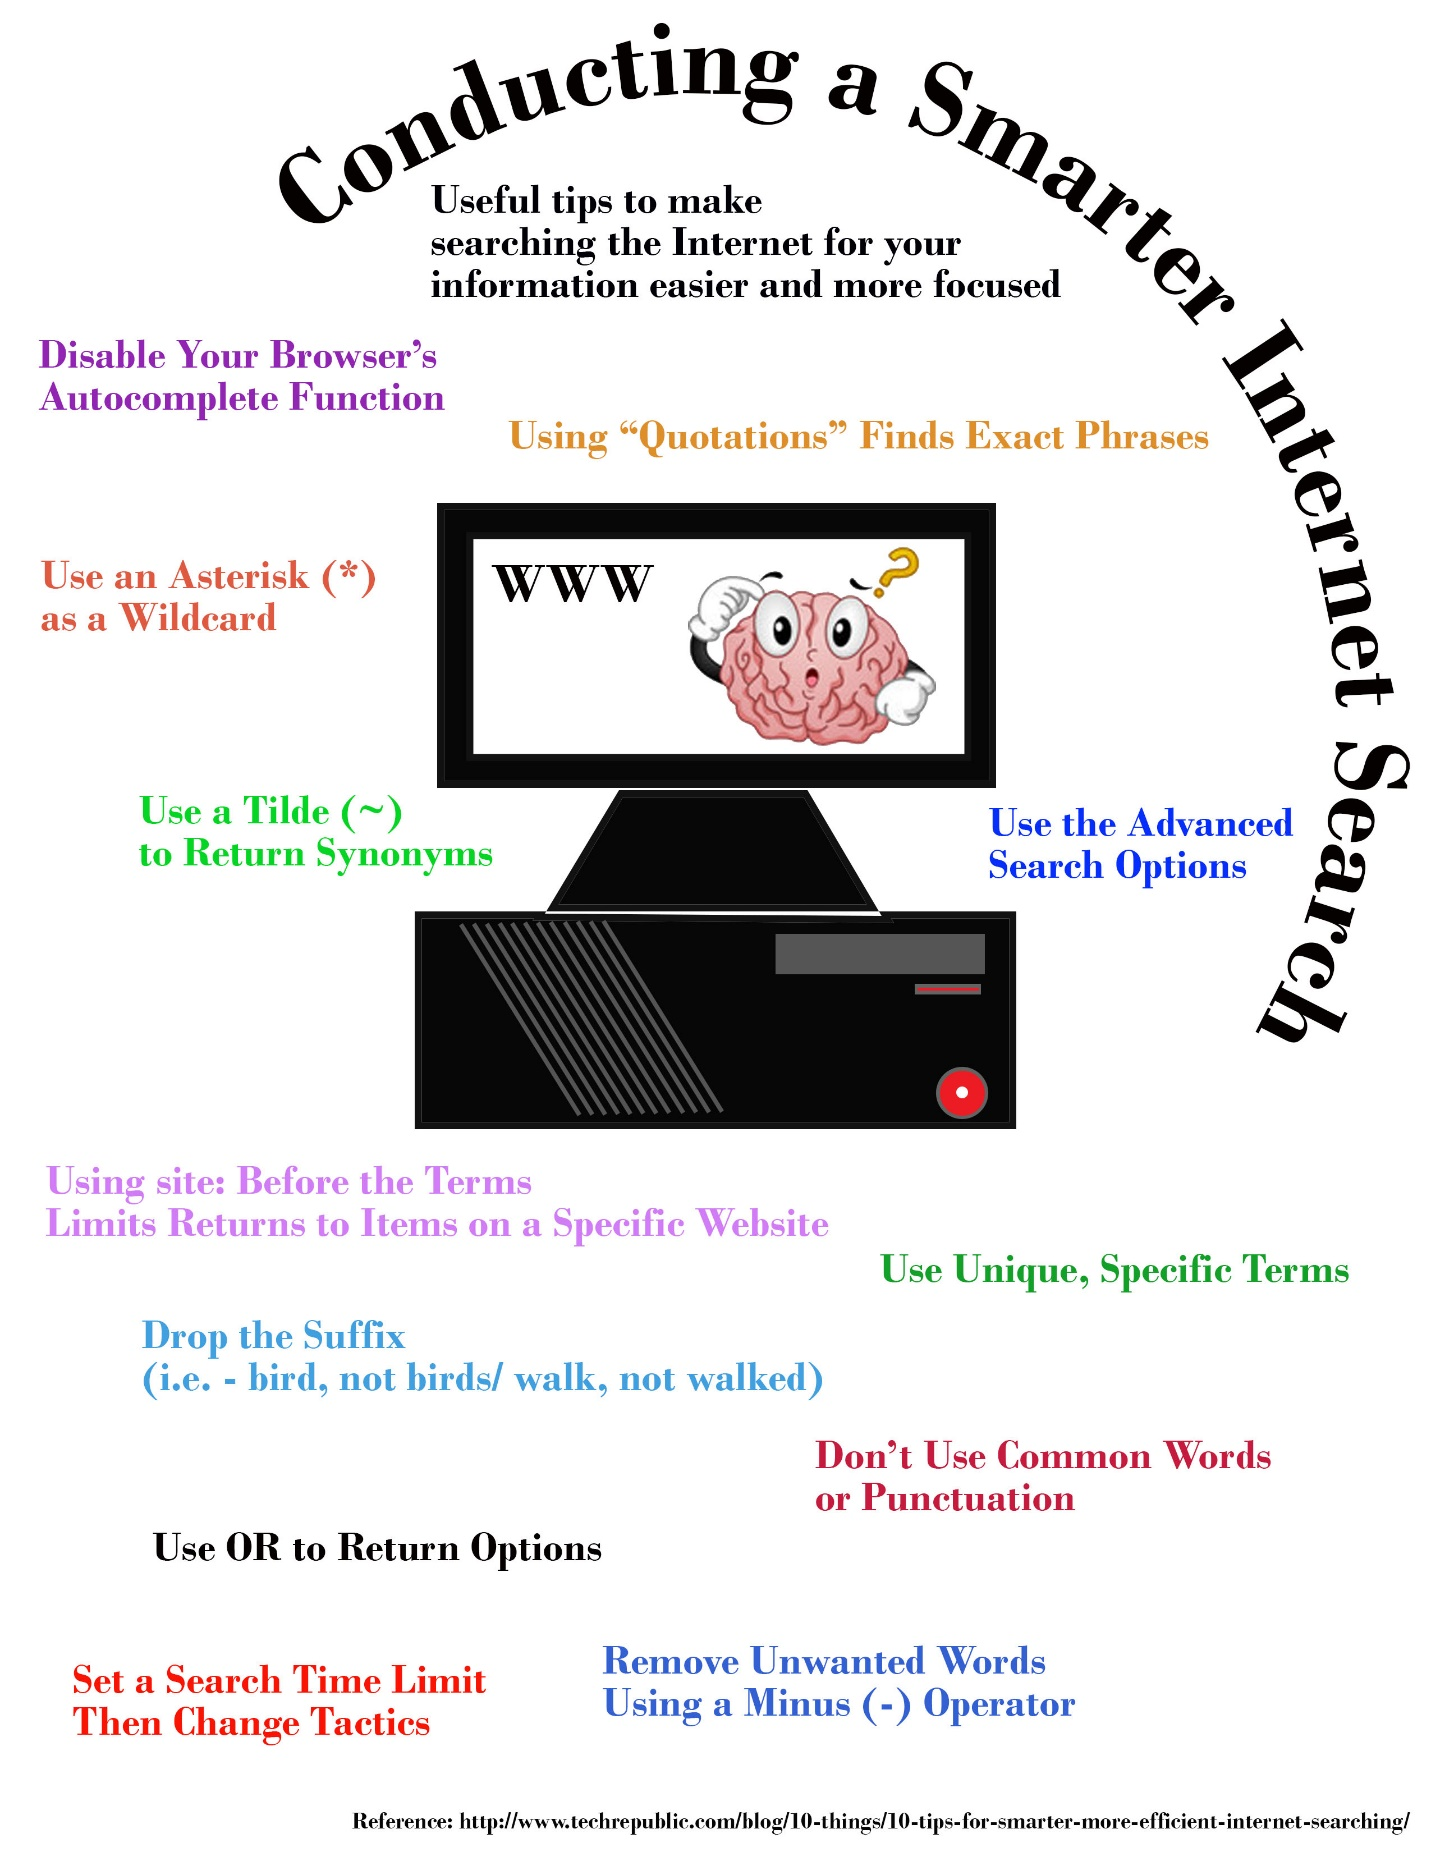 Conducting a Smarter Internet Search
Useful tips to make
searching the Internet for your
information easier and more focused
Disable Your Browser’s
Autocomplete Function
Using “Quotations” Finds Exact Phrases
Use an Asterisk (*)
as a Wildcard
WWW
?
Use a Tilde (~)
to Return Synonyms
Use the Advanced
Search Options
Using site: Before the Terms
Limits Returns to Items on a Specific Website
Use Unique, Specific Terms
Drop the Suffix
(i.e. - bird, not birds/ walk, not walked)
Don’t Use Common Words
or Punctuation
Use OR to Return Options
Set a Search Time Limit
Then Change Tactics
Remove Unwanted Words
Using a Minus (-) Operator
Reference: http://www.techrepublic.com/blog/10-things/10-tips-for-smarter-more-efficient-internet-searching/